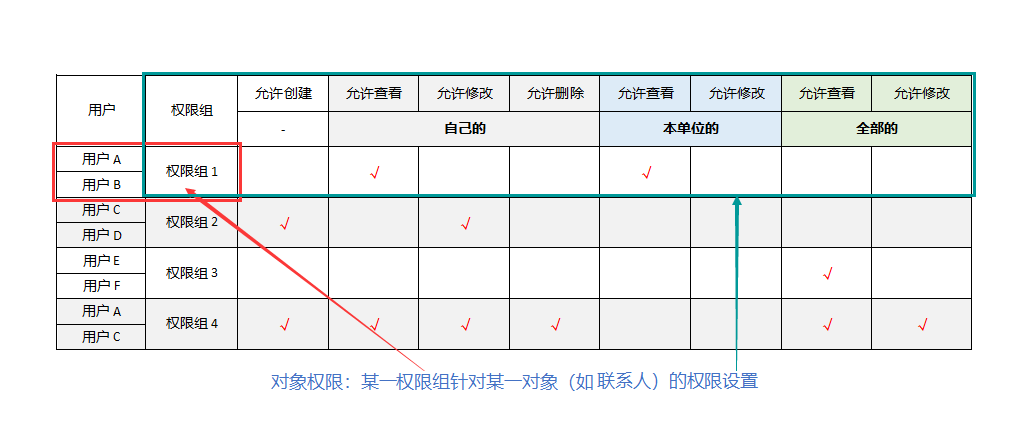 用户 权限组 允许创建 允许查看 允许修改 允许删除 允许查看 允许修改 允许查看 允许修改
- 自己的 本单位的 全部的
用户 A
权限组 1 √ √
用户 B
用户 C
权限组 2 √ √
用户 D
用户 E
权限组 3 √
用户 F
用户 A
权限组 4 √ √ √ √ √ √
用户 C
对象权限：某一权限组针对某一对象（如联系人）的权限设置